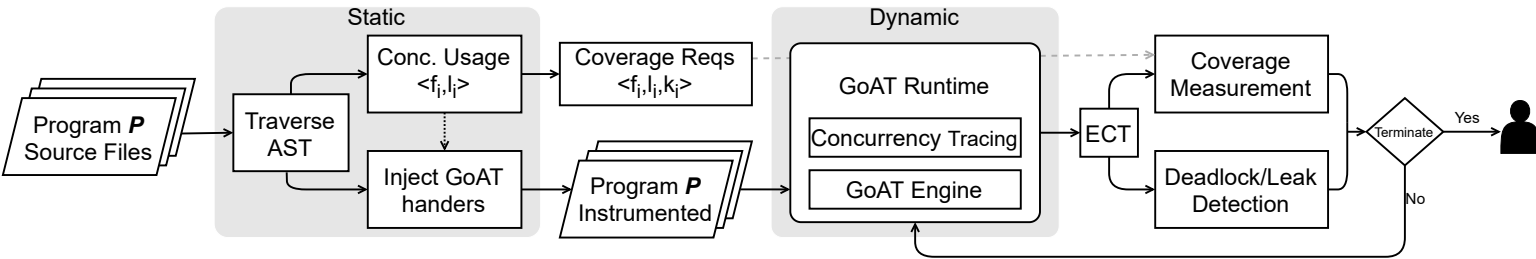 Static
Dynamic
Program P
Source Files
Traverse
AST
Conc. Usage
<fi,li>
Inject GoAT
handers
Coverage Reqs
<fi,li,ki>
Program P
Instrumented
GoAT Runtime
Concurrency Tracing
GoAT Engine
ECT
Coverage
Measurement
Deadlock/Leak
Detection
Terminate
Yes
No